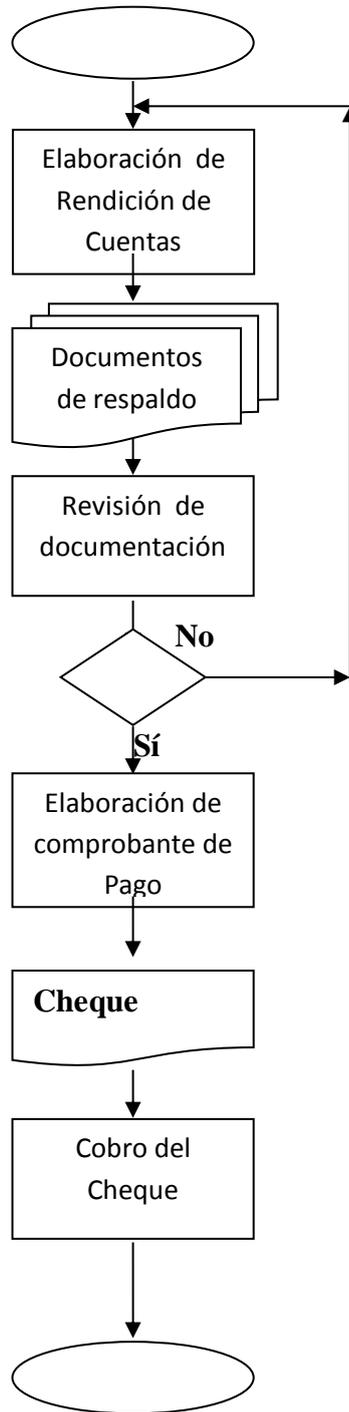 Elaboración de
Rendición de
Cuentas
Documentos
de respaldo
Revisión de
documentación
No
Sí
Elaboración de
comprobante de
Pago
Cheque
Cobro del
Cheque